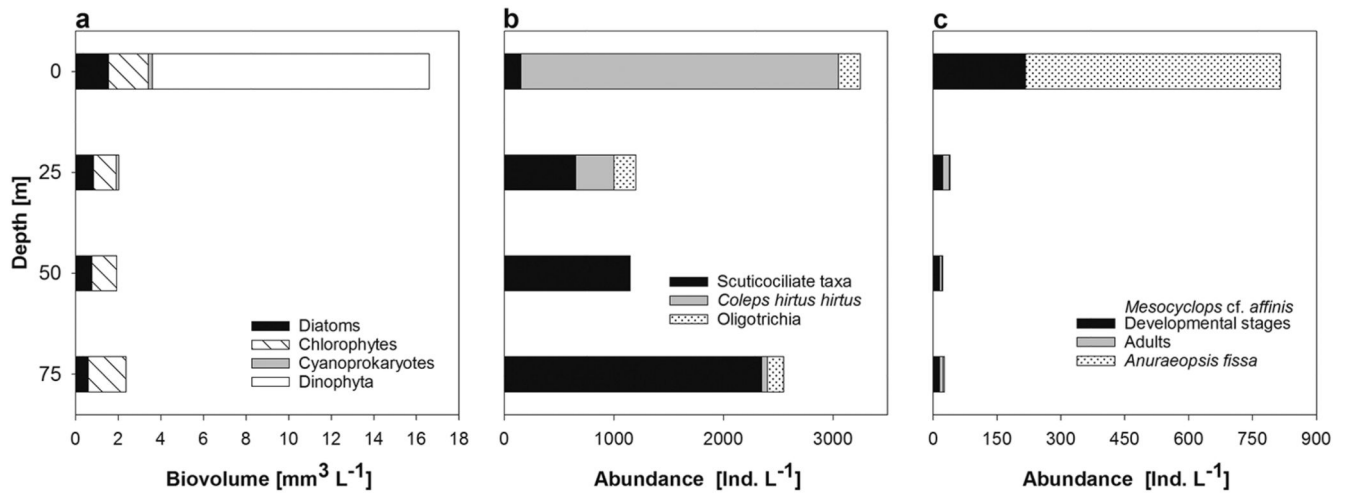 a
Depth [m]
0
25
50
75
Diatoms
Chlorophytes
Cyanoprokaryotes
Dinophyta
0 2 4 6 8 10 12 14 16 18
Biovolume [mm³ L⁻¹]
b
Scuticociliate taxa
Coleps hirtus hirtus
Oligotrichia
0 1000 2000 3000
Abundance [Ind. L⁻¹]
c
Mesocyclops cf. affinis
Developmental stages
Adults
Anuraeopsis fissa
0 150 300 450 600 750 900
Abundance [Ind. L⁻¹]